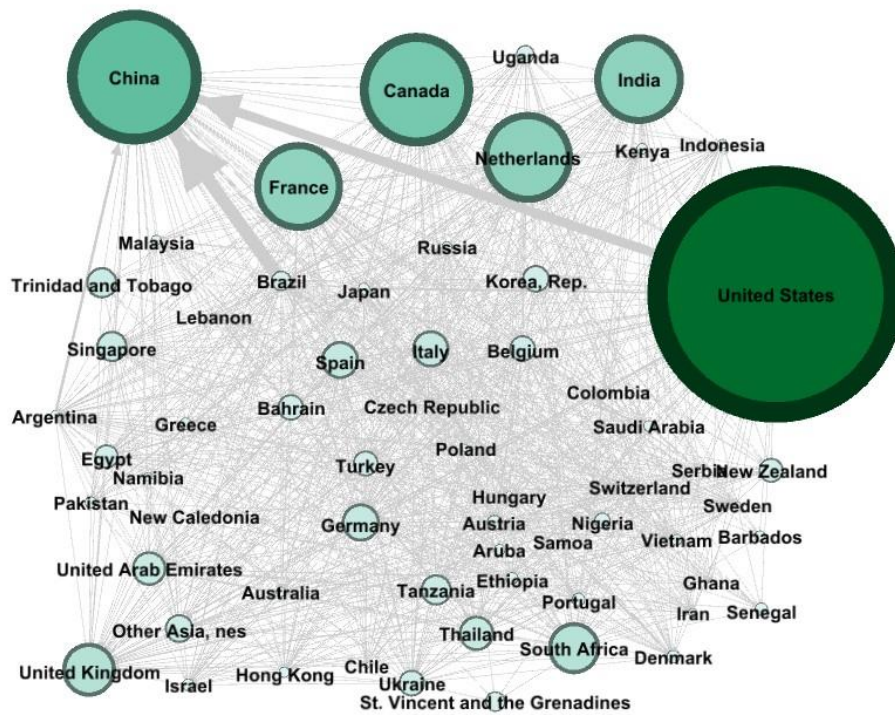 Uganda
China
Canada
India
Kenya
Indonesia
Netherlands
France
Malaysia
Russia
Trinidad and Tobago
Brazil
Japan
Korea, Rep.
United States
Lebanon
Singapore
Spain
Italy
Belgium
Colombia
Argentina
Bahrain
Czech Republic
Greece
Saudi Arabia
Egypt
Poland
Namibia
Turkey
Serbia
New Zealand
Pakistan
Hungary
Switzerland
New Caledonia
Germany
Austria
Nigeria
Sweden
Aruba
Samoa
Vietnam
Barbados
United Arab Emirates
Australia
Tanzania
Ethiopia
Portugal
Ghana
Iran
Senegal
Other Asia, nes
Thailand
South Africa
United Kingdom
Israel
Hong Kong
Chile
Ukraine
Denmark
St. Vincent and the Grenadines